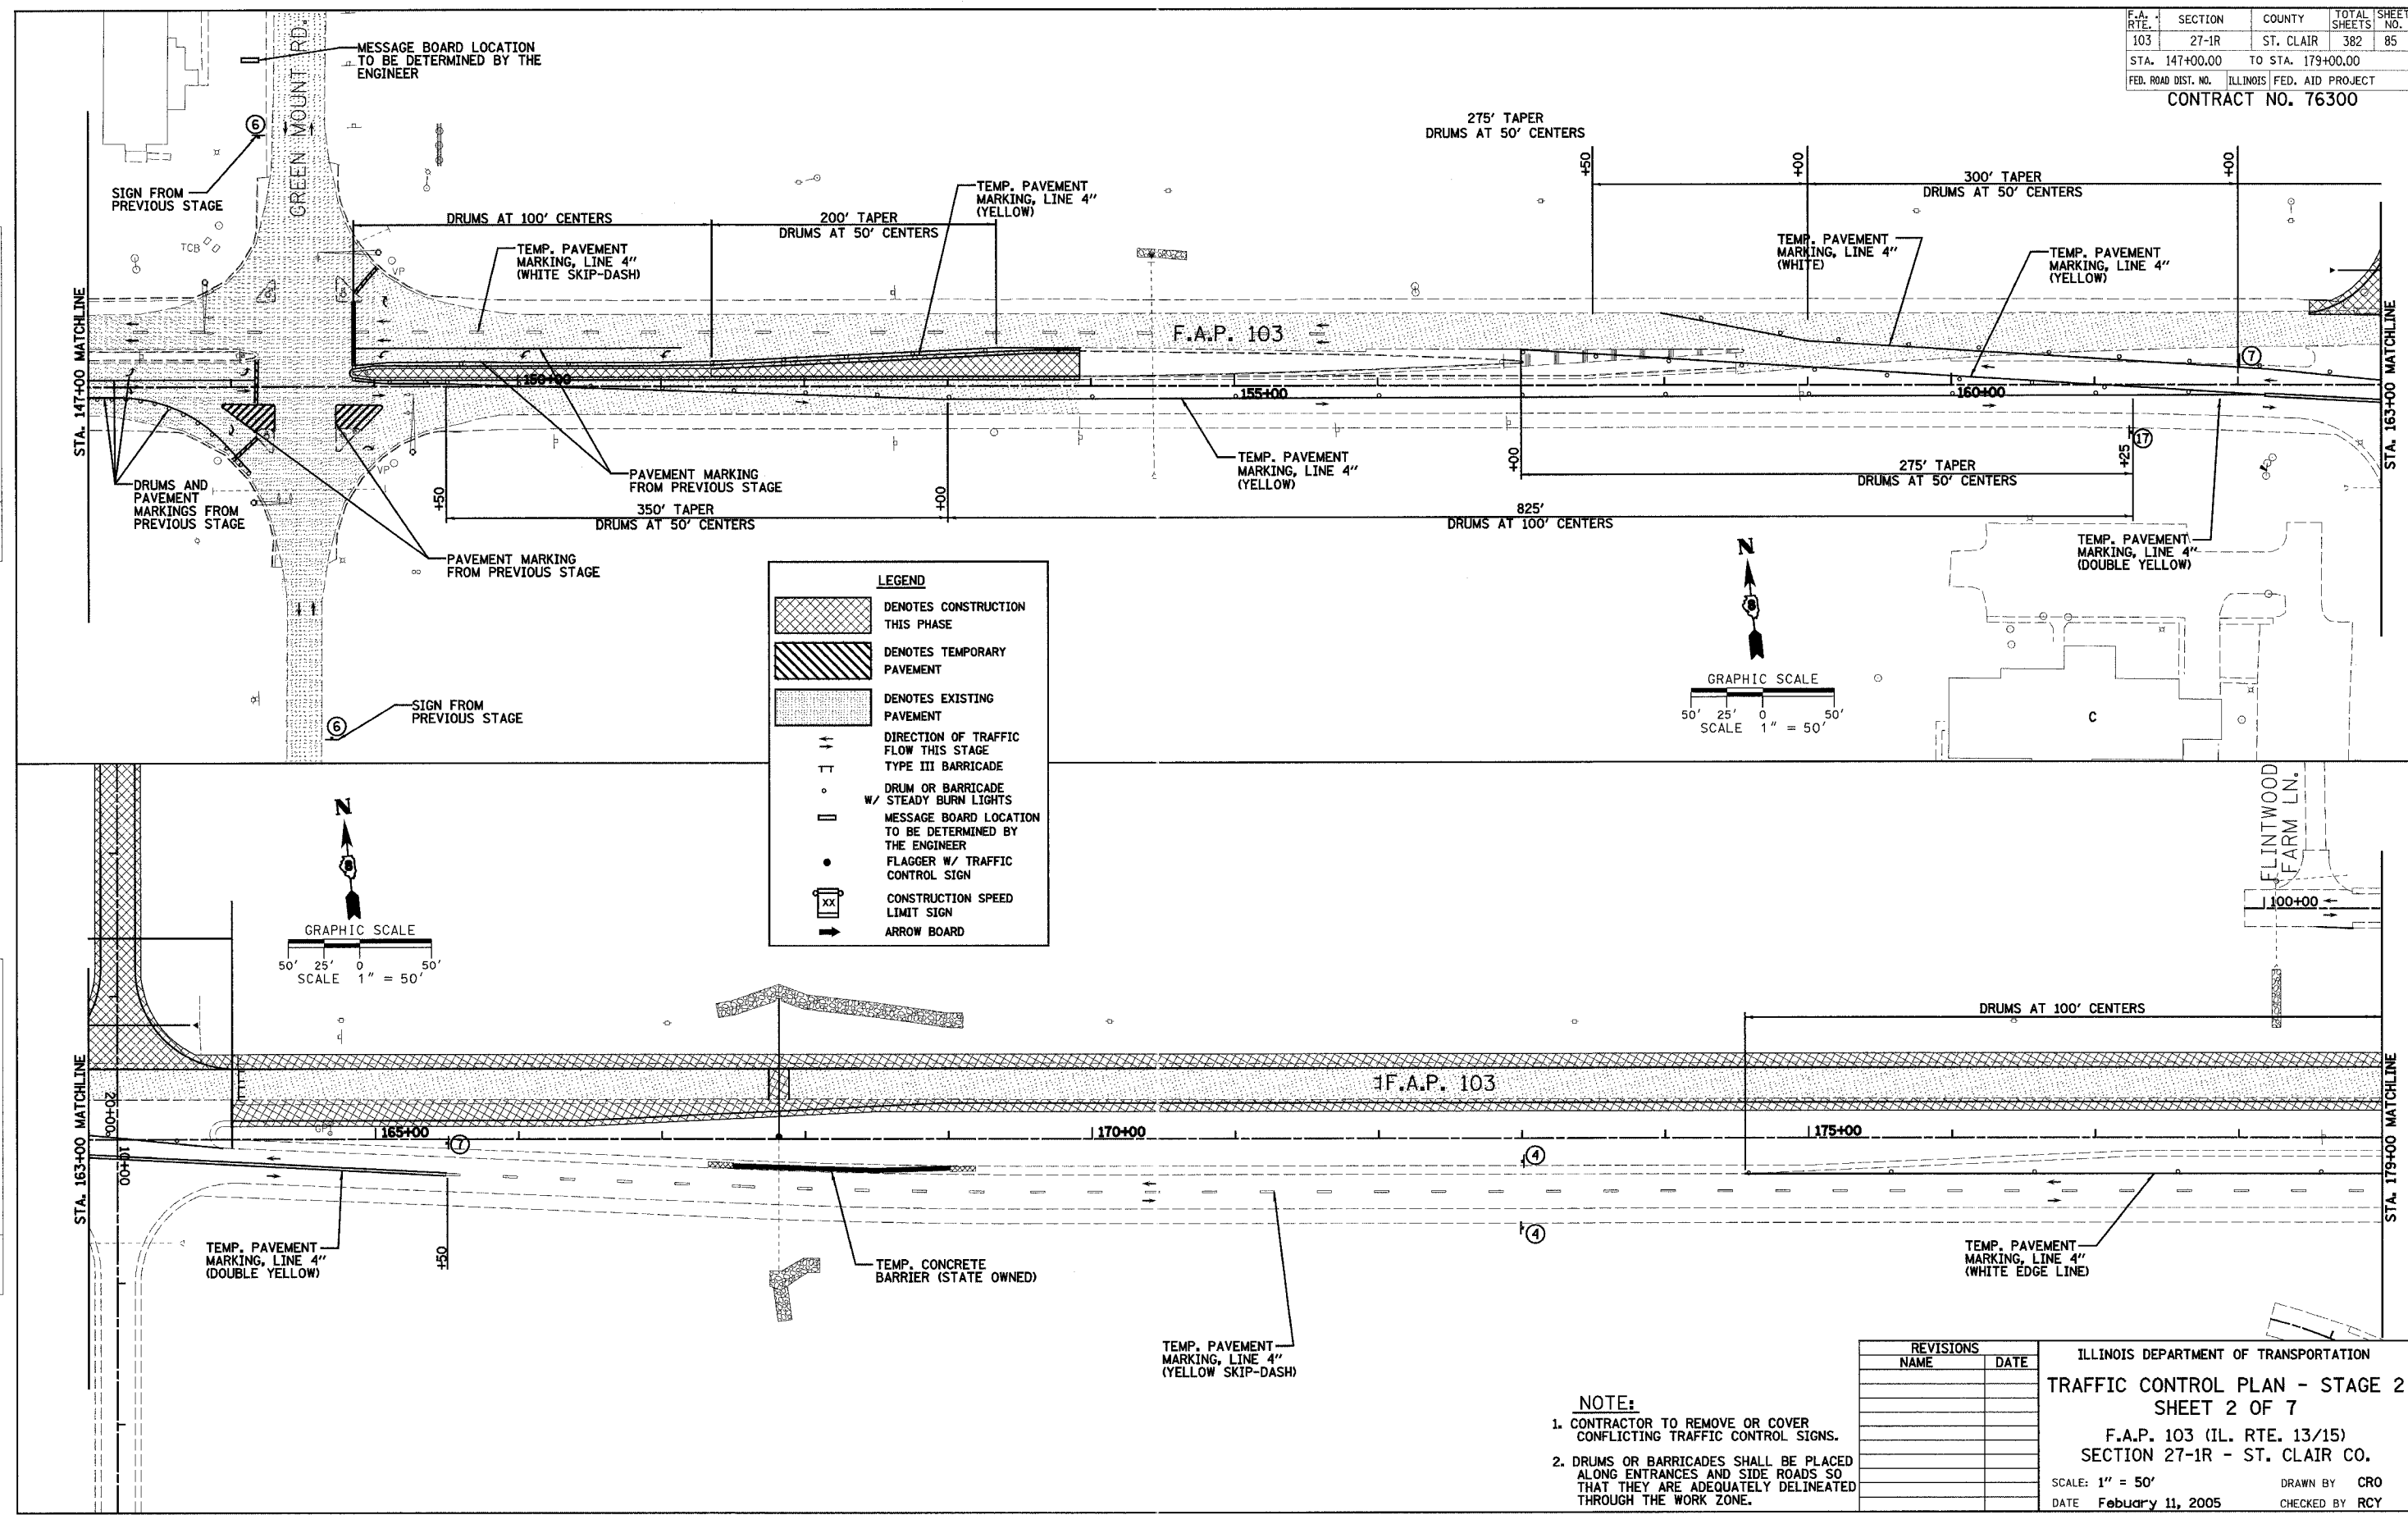 F.A. RTE. SECTION COUNTY TOTAL SHEETS SHEET NO.
103 27-1R ST. CLAIR 382 85
STA. 147+00.00 TO STA. 179+00.00
FED. ROAD DIST. NO. ILLINOIS FED. AID PROJECT
CONTRACT NO. 76300
MESSAGE BOARD LOCATION
TO BE DETERMINED BY THE
ENGINEER
GREEN MOUNT RD.
6
SIGN FROM
PREVIOUS STAGE
TCB
VP
DRUMS AT 100' CENTERS
200' TAPER
DRUMS AT 50' CENTERS
TEMP. PAVEMENT
MARKING, LINE 4"
(YELLOW)
TEMP. PAVEMENT
MARKING, LINE 4"
(WHITE SKIP-DASH)
275' TAPER
DRUMS AT 50' CENTERS
+50
+00
+00
300' TAPER
DRUMS AT 50' CENTERS
TEMP. PAVEMENT
MARKING, LINE 4"
(WHITE)
TEMP. PAVEMENT
MARKING, LINE 4"
(YELLOW)
STA. 147+00 MATCHLINE
STA. 163+00 MATCHLINE
F.A.P. 103
7
150+00
155+00
160+00
17
VP
DRUMS AND
PAVEMENT
MARKINGS FROM
PREVIOUS STAGE
PAVEMENT MARKING
FROM PREVIOUS STAGE
TEMP. PAVEMENT
MARKING, LINE 4"
(YELLOW)
+50
+00
+00
+25
350' TAPER
DRUMS AT 50' CENTERS
275' TAPER
DRUMS AT 50' CENTERS
825'
DRUMS AT 100' CENTERS
PAVEMENT MARKING
FROM PREVIOUS STAGE
TEMP. PAVEMENT
MARKING, LINE 4"
(DOUBLE YELLOW)
SIGN FROM
PREVIOUS STAGE
6
N
GRAPHIC SCALE
50' 25' 0 50'
SCALE 1" = 50'
C
LEGEND
DENOTES CONSTRUCTION
THIS PHASE
DENOTES TEMPORARY
PAVEMENT
DENOTES EXISTING
PAVEMENT
DIRECTION OF TRAFFIC
FLOW THIS STAGE
TYPE III BARRICADE
DRUM OR BARRICADE
W/ STEADY BURN LIGHTS
MESSAGE BOARD LOCATION
TO BE DETERMINED BY
THE ENGINEER
FLAGGER W/ TRAFFIC
CONTROL SIGN
XX
CONSTRUCTION SPEED
LIMIT SIGN
ARROW BOARD
N
GRAPHIC SCALE
50' 25' 0 50'
SCALE 1" = 50'
FLINTWOOD
FARM LN.
100+00
DRUMS AT 100' CENTERS
STA. 163+00 MATCHLINE
STA. 179+00 MATCHLINE
F.A.P. 103
20+00
10+00
165+00
170+00
175+00
7
4
4
+50
TEMP. PAVEMENT
MARKING, LINE 4"
(DOUBLE YELLOW)
TEMP. CONCRETE
BARRIER (STATE OWNED)
TEMP. PAVEMENT
MARKING, LINE 4"
(WHITE EDGE LINE)
TEMP. PAVEMENT
MARKING, LINE 4"
(YELLOW SKIP-DASH)
NOTE:
1. CONTRACTOR TO REMOVE OR COVER
CONFLICTING TRAFFIC CONTROL SIGNS.
2. DRUMS OR BARRICADES SHALL BE PLACED
ALONG ENTRANCES AND SIDE ROADS SO
THAT THEY ARE ADEQUATELY DELINEATED
THROUGH THE WORK ZONE.
REVISIONS
NAME DATE
ILLINOIS DEPARTMENT OF TRANSPORTATION
TRAFFIC CONTROL PLAN - STAGE 2
SHEET 2 OF 7
F.A.P. 103 (IL. RTE. 13/15)
SECTION 27-1R - ST. CLAIR CO.
SCALE: 1" = 50' DRAWN BY CRO
DATE Febuary 11, 2005 CHECKED BY RCY